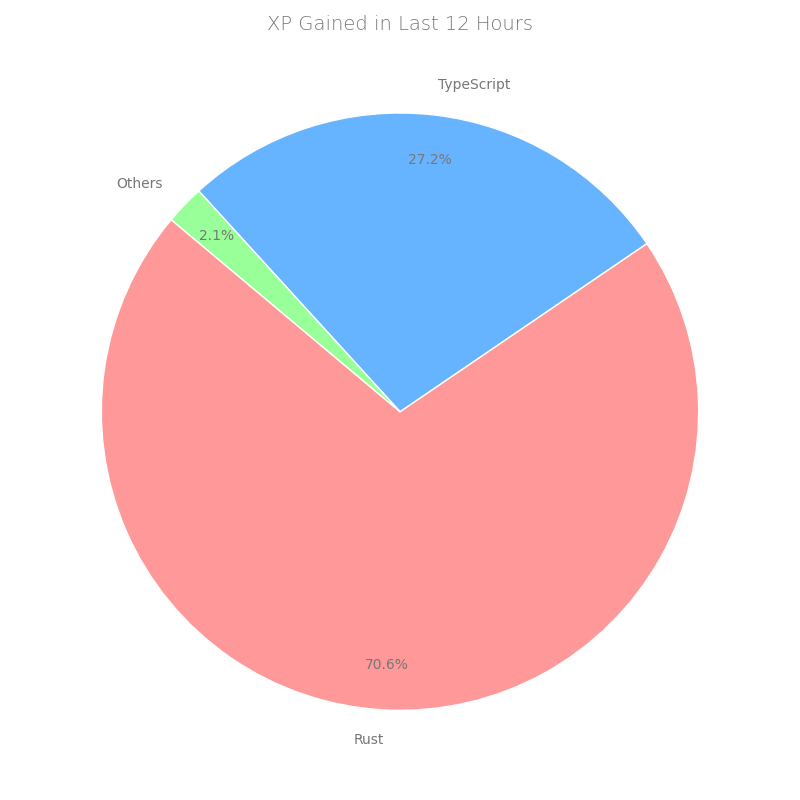 XP Gained in Last 12 Hours
TypeScript
27.2%
Others
2.1%
70.6%
Rust